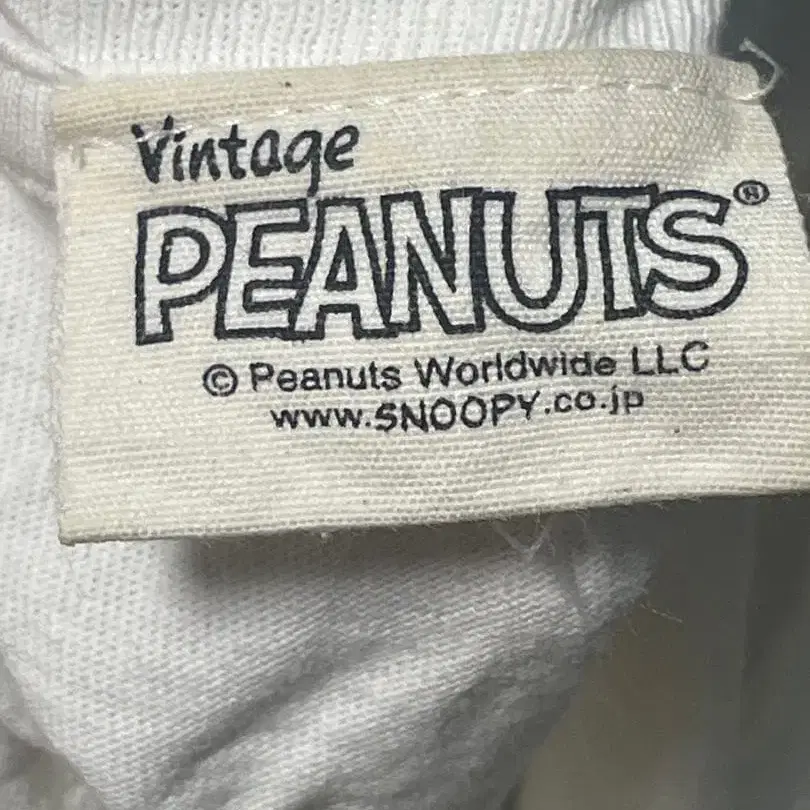 Vintage
PEANUTS®
© Peanuts Worldwide LLC
www.SNOOPY.co.jp